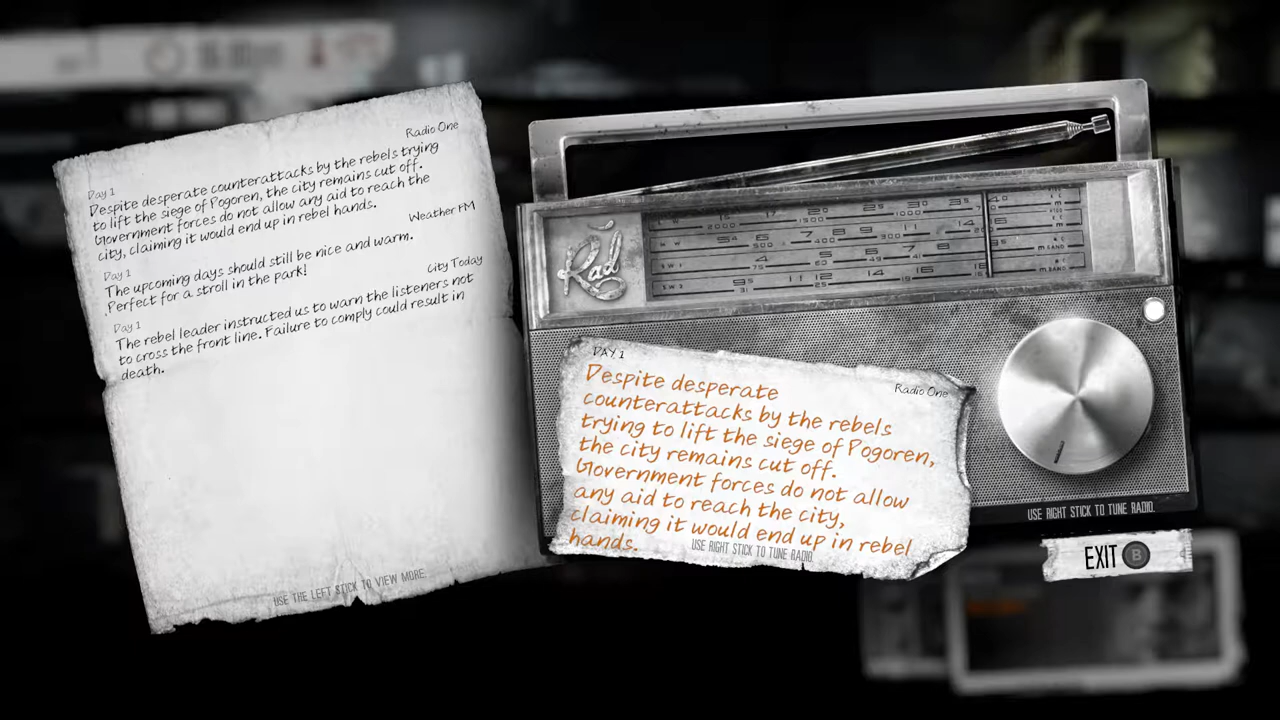 Radio One
Day 1
Despite desperate counterattacks by the rebels trying
to lift the siege of Pogoren, the city remains cut off.
Government forces do not allow any aid to reach the
city, claiming it would end up in rebel hands.
Weather FM
Day 1
The upcoming days should still be nice and warm.
Perfect for a stroll in the park!
City Today
Day 1
The rebel leader instructed us to warn the listeners not
to cross the front line. Failure to comply could result in
death.
USE THE LEFT STICK TO VIEW MORE.
Rad
DAY 1
Radio One
Despite desperate
counterattacks by the rebels
trying to lift the siege of Pogoren,
the city remains cut off.
Government forces do not allow
any aid to reach the city,
claiming it would end up in rebel
hands.
USE RIGHT STICK TO TUNE RADIO.
USE RIGHT STICK TO TUNE RADIO.
EXIT B